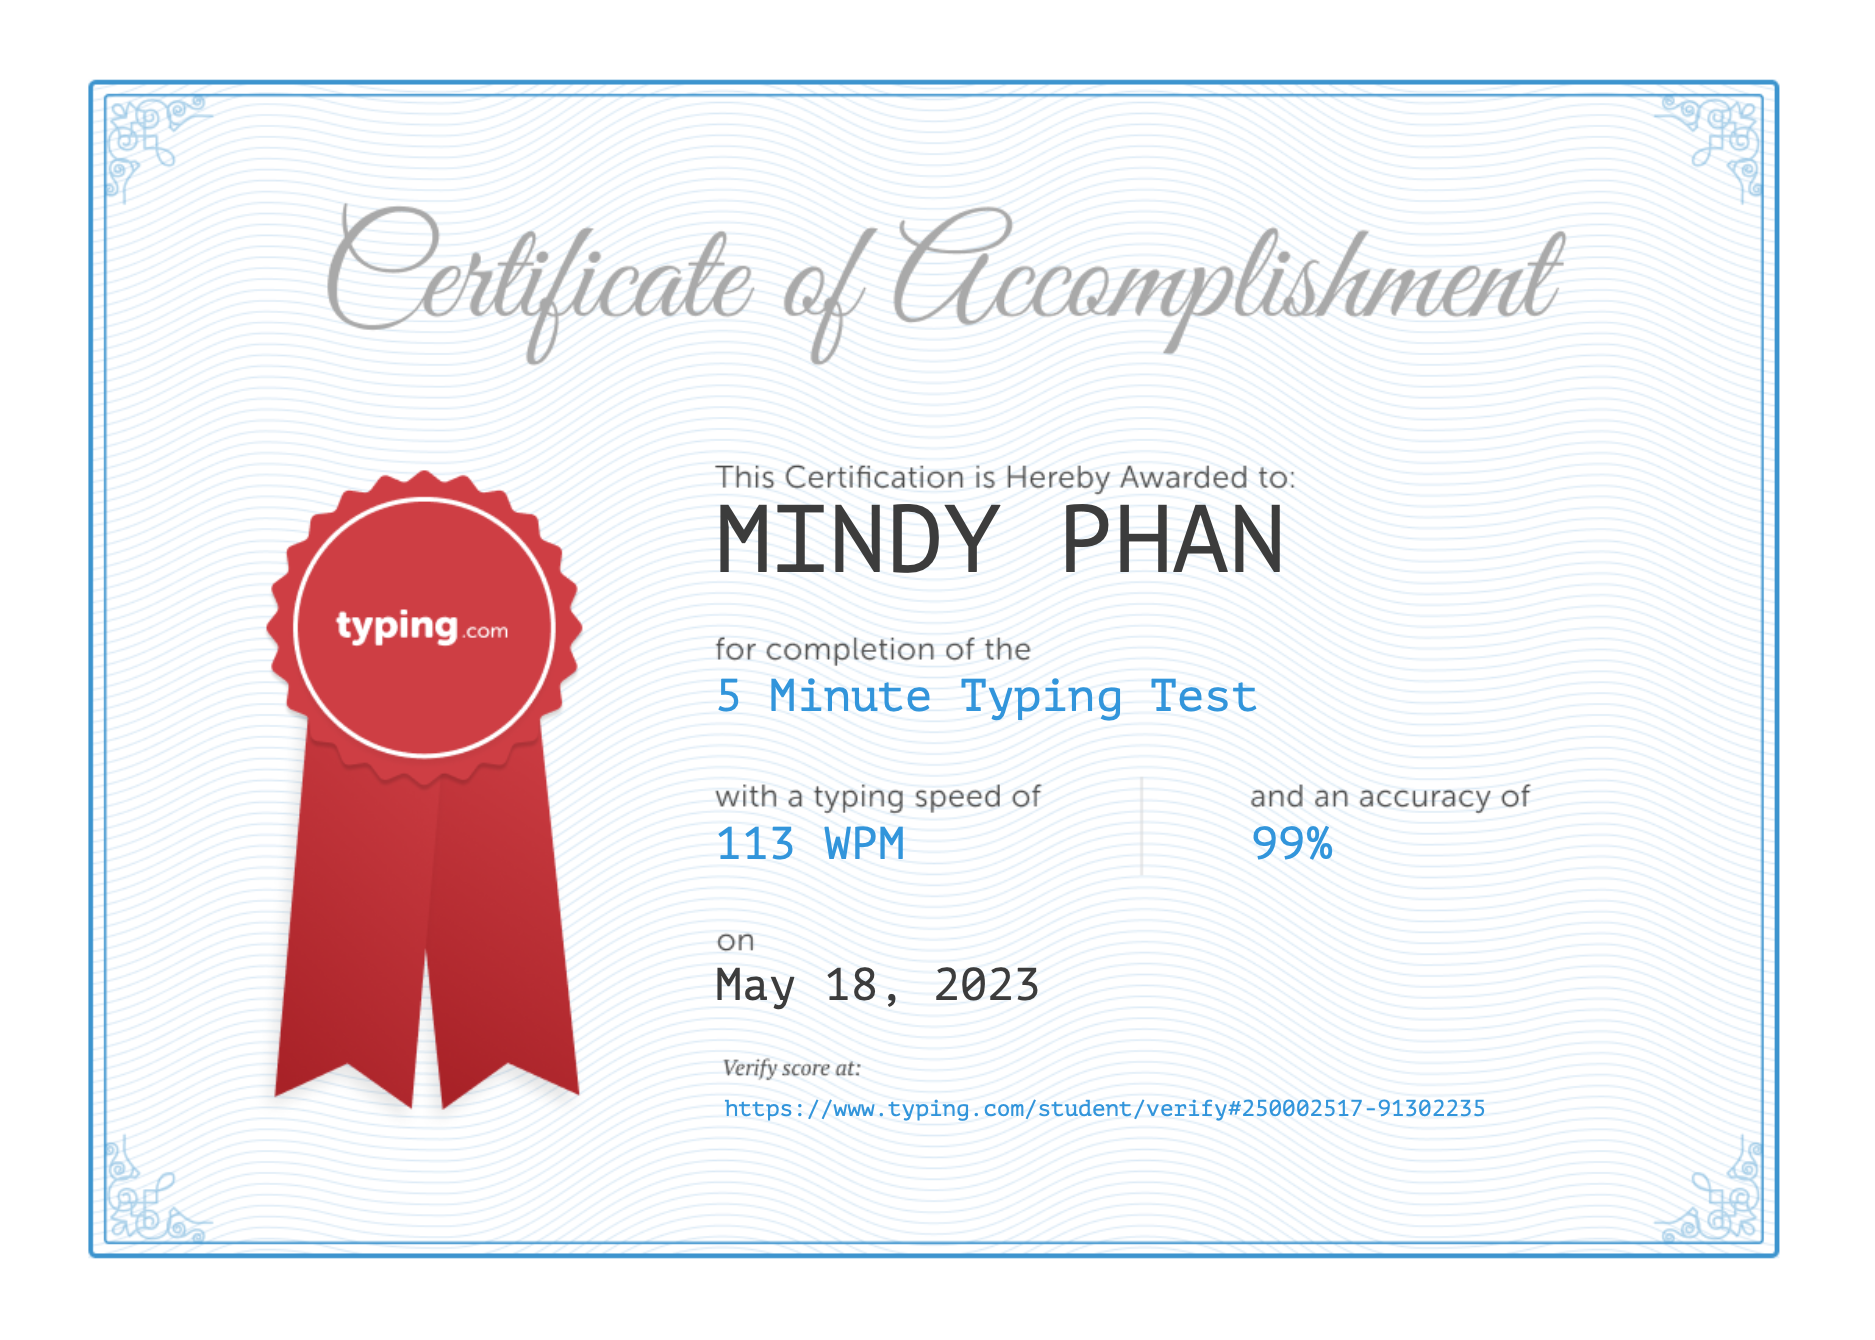 Certificate of Accomplishment
This Certification is Hereby Awarded to:
MINDY PHAN
typing.com
for completion of the
5 Minute Typing Test
with a typing speed of
113 WPM
and an accuracy of
99%
on
May 18, 2023
Verify score at:
https://www.typing.com/student/verify#250002517-91302235